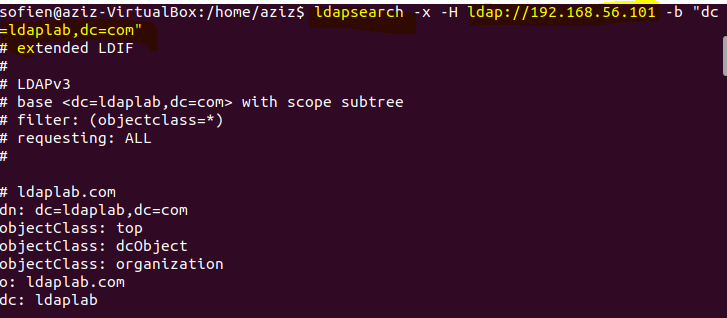 sofien@aziz-VirtualBox:/home/aziz$ ldapsearch -x -H ldap://192.168.56.101 -b "dc
=ldaplab,dc=com"
# extended LDIF
#
# LDAPv3
# base <dc=ldaplab,dc=com> with scope subtree
# filter: (objectclass=*)
# requesting: ALL
#

# ldaplab.com
dn: dc=ldaplab,dc=com
objectClass: top
objectClass: dcObject
objectClass: organization
o: ldaplab.com
dc: ldaplab